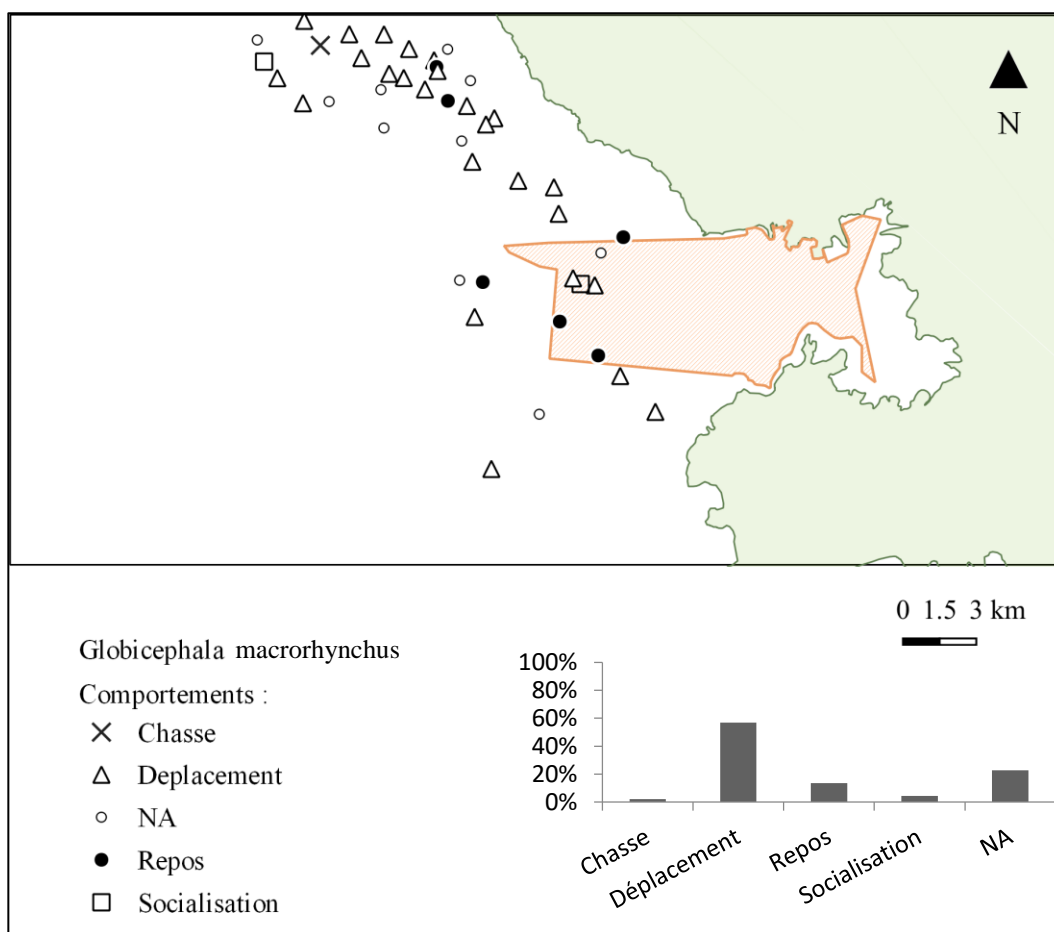 N
0 1.5 3 km
Globicephala macrorhynchus
Comportements :
Chasse
Deplacement
NA
Repos
Socialisation
100%
80%
60%
40%
20%
0%
Chasse
Déplacement
Repos
Socialisation
NA